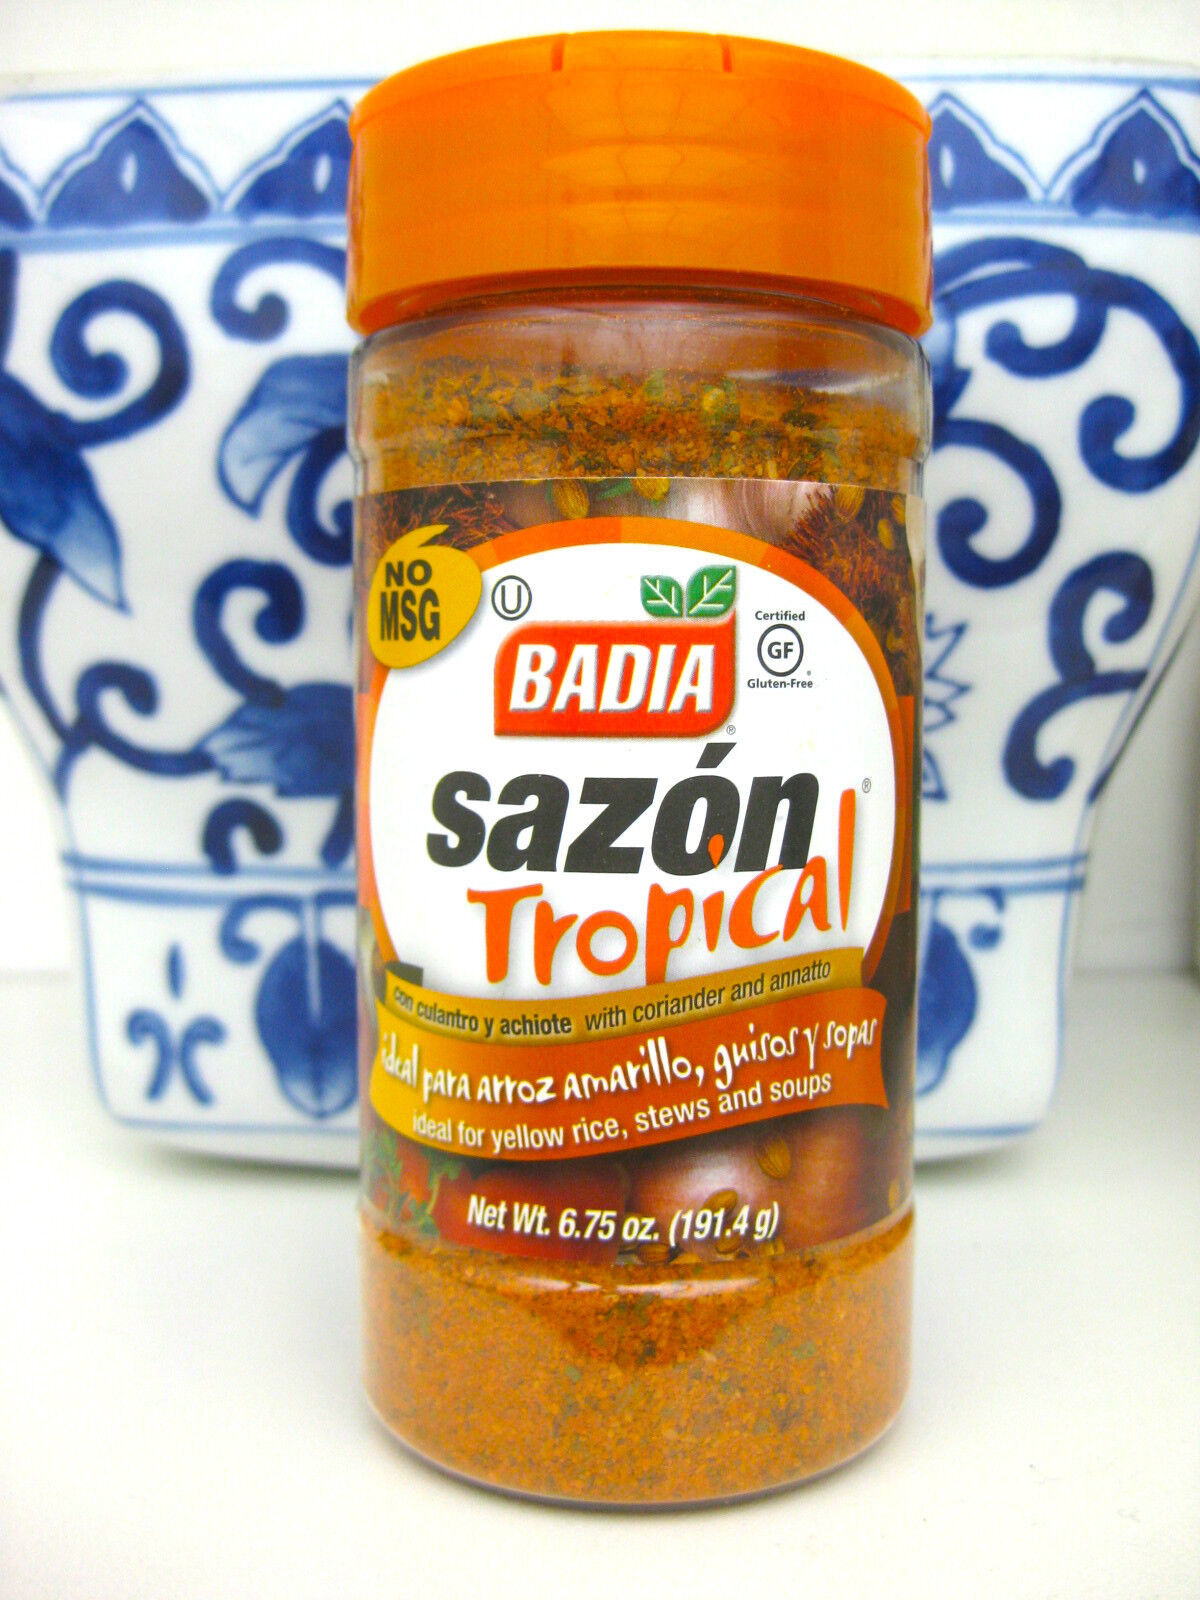 NO
MSG
U
BADIA®
Certified
GF®
Gluten-Free
sazón®
Tropical
con culantro y achiote with coriander and annatto
ideal para arroz amarillo, guisos y sopas
ideal for yellow rice, stews and soups
Net Wt. 6.75 oz. (191.4 g)